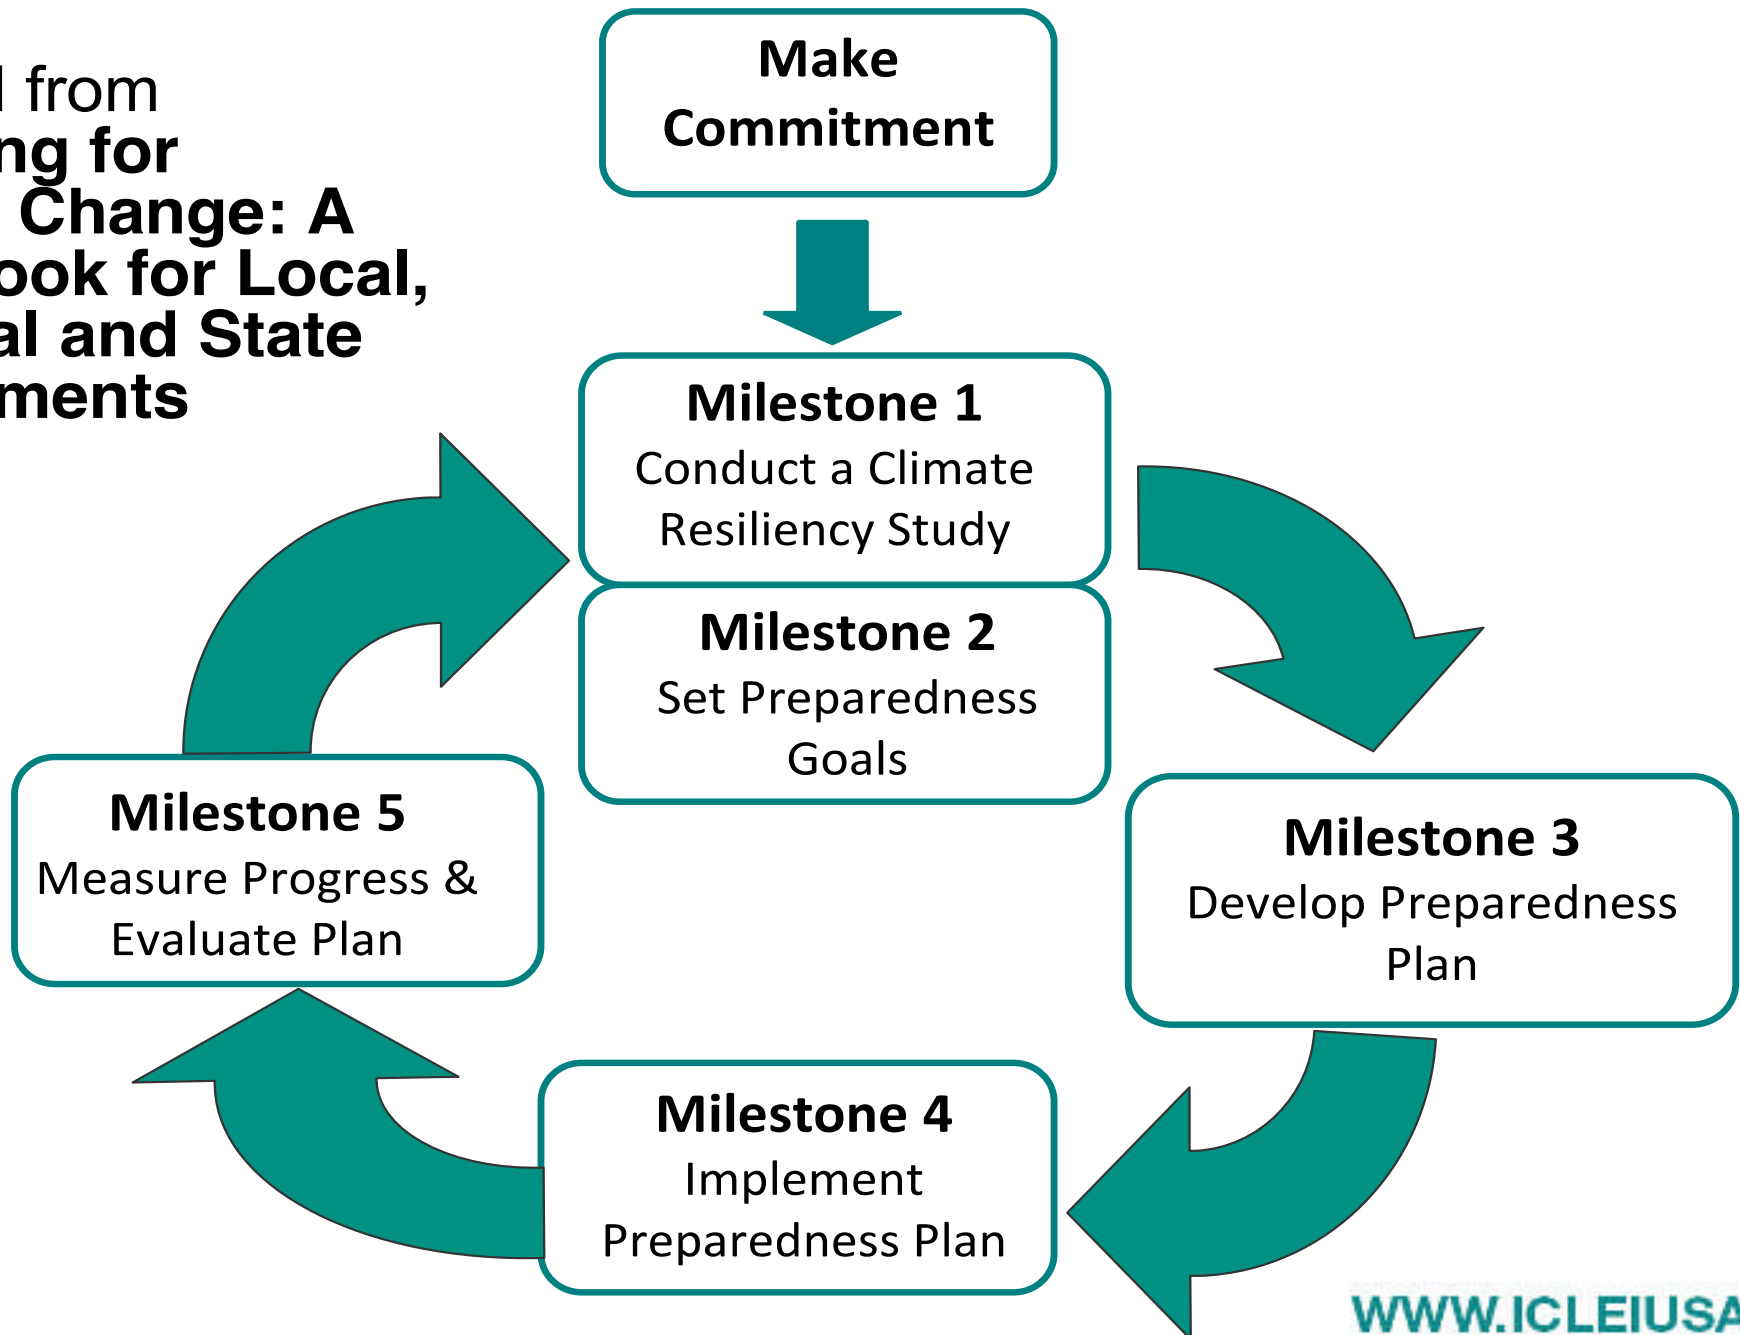 from
ng for
Change: A
ook for Local,
al and State
ments
Make
Commitment
Milestone 1
Conduct a Climate
Resiliency Study
Milestone 2
Set Preparedness
Goals
Milestone 3
Develop Preparedness
Plan
Milestone 4
Implement
Preparedness Plan
Milestone 5
Measure Progress &
Evaluate Plan
WWW.ICLEIUSA